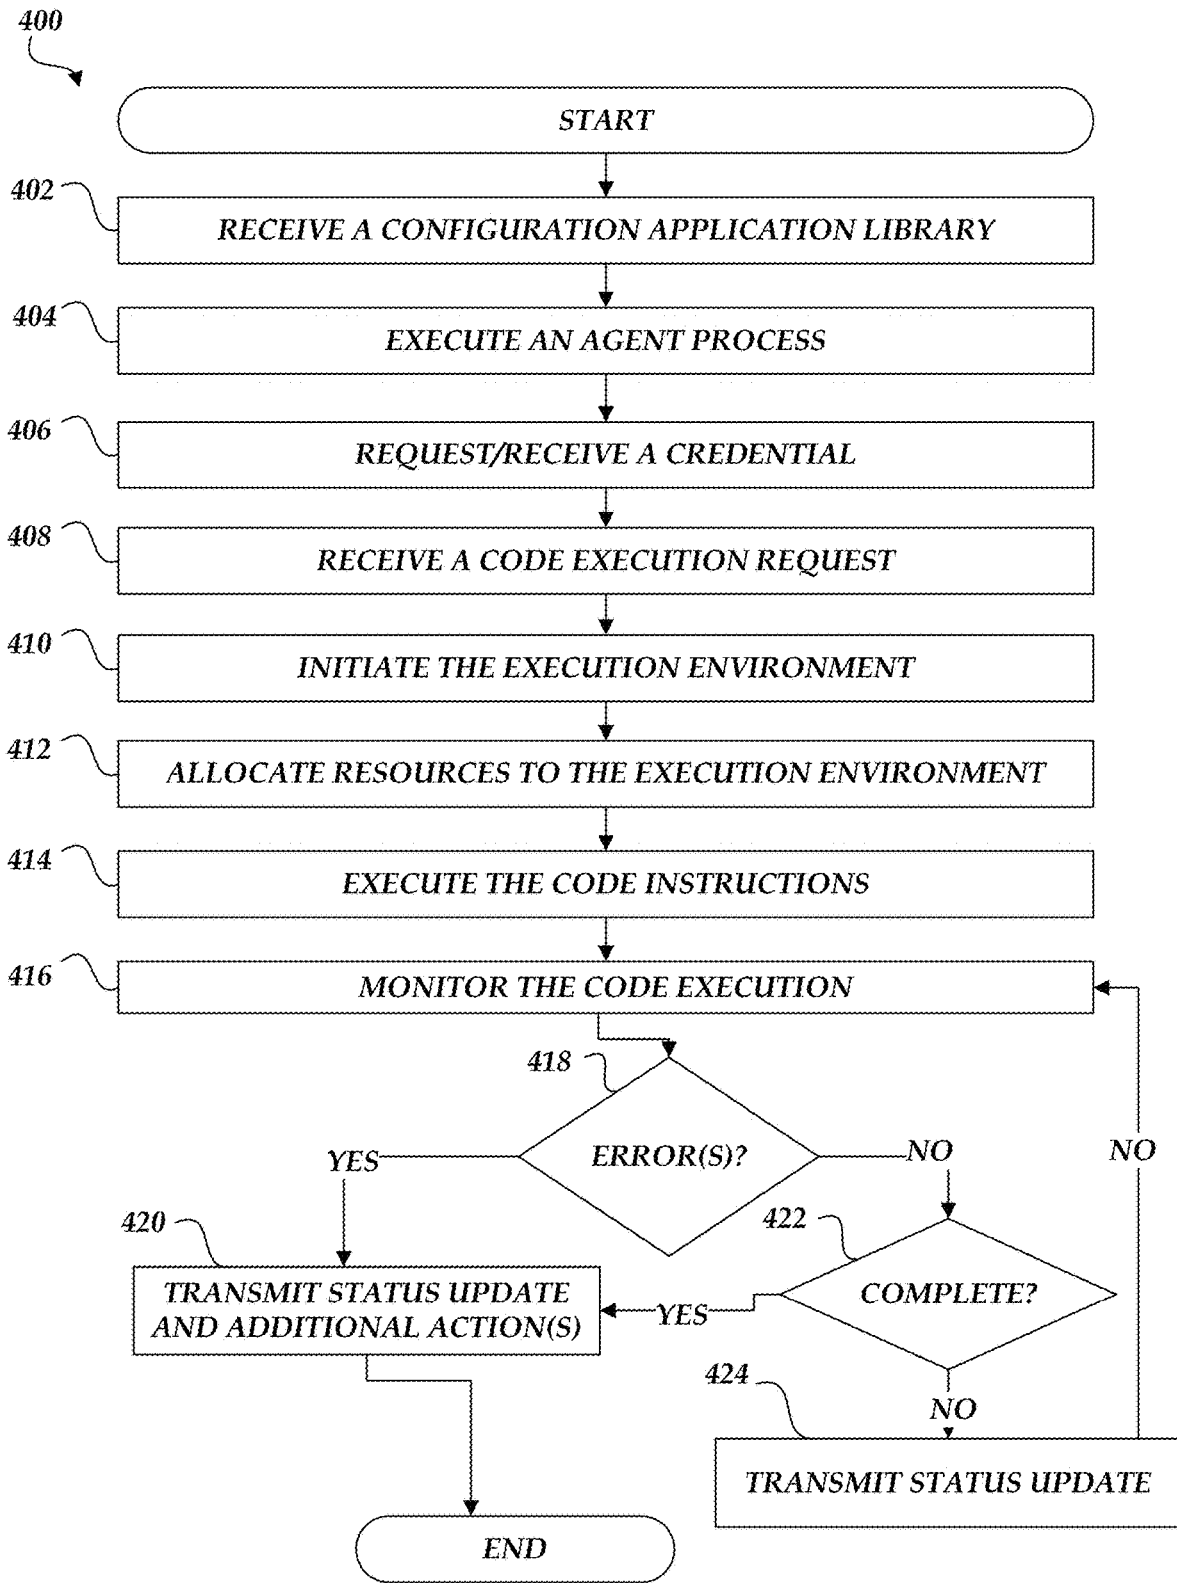 400
START
402
RECEIVE A CONFIGURATION APPLICATION LIBRARY
404
EXECUTE AN AGENT PROCESS
406
REQUEST/RECEIVE A CREDENTIAL
408
RECEIVE A CODE EXECUTION REQUEST
410
INITIATE THE EXECUTION ENVIRONMENT
412
ALLOCATE RESOURCES TO THE EXECUTION ENVIRONMENT
414
EXECUTE THE CODE INSTRUCTIONS
416
MONITOR THE CODE EXECUTION
418
ERROR(S)?
YES
NO
NO
420
TRANSMIT STATUS UPDATE
AND ADDITIONAL ACTION(S)
422
COMPLETE?
YES
NO
424
TRANSMIT STATUS UPDATE
END